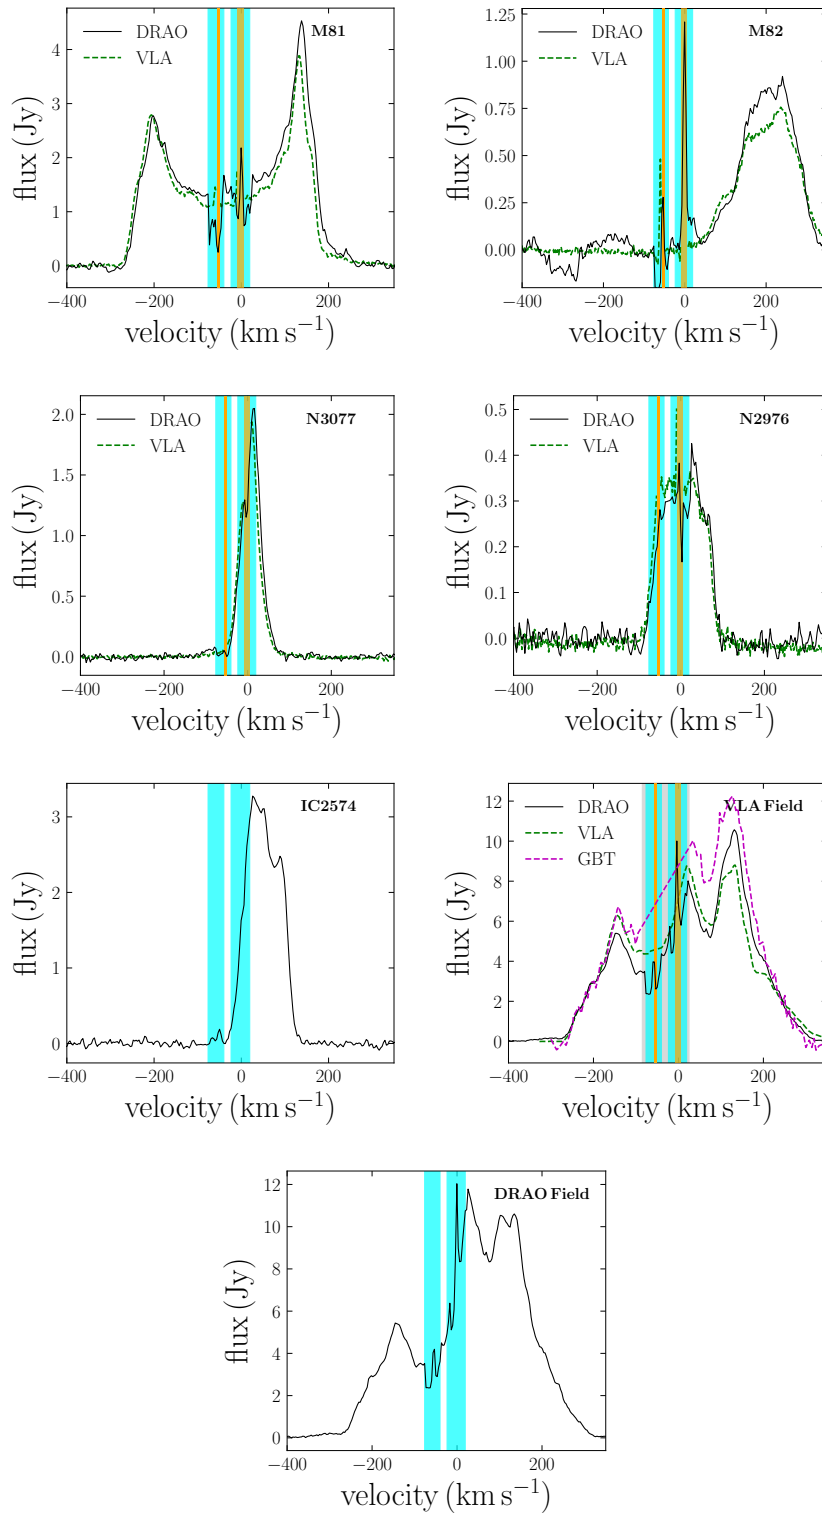 M81
DRAO
VLA
flux (Jy)
4
3
2
1
0
−400
−200
0
200
velocity (km s−1)
M82
DRAO
VLA
flux (Jy)
1.25
1.00
0.75
0.50
0.25
0.00
−400
−200
0
200
velocity (km s−1)
N3077
DRAO
VLA
flux (Jy)
2.0
1.5
1.0
0.5
0.0
−400
−200
0
200
velocity (km s−1)
N2976
DRAO
VLA
flux (Jy)
0.5
0.4
0.3
0.2
0.1
0.0
−400
−200
0
200
velocity (km s−1)
IC2574
flux (Jy)
3
2
1
0
−400
−200
0
200
velocity (km s−1)
VLA Field
DRAO
VLA
GBT
flux (Jy)
12
10
8
6
4
2
0
−400
−200
0
200
velocity (km s−1)
DRAO Field
flux (Jy)
12
10
8
6
4
2
0
−400
−200
0
200
velocity (km s−1)